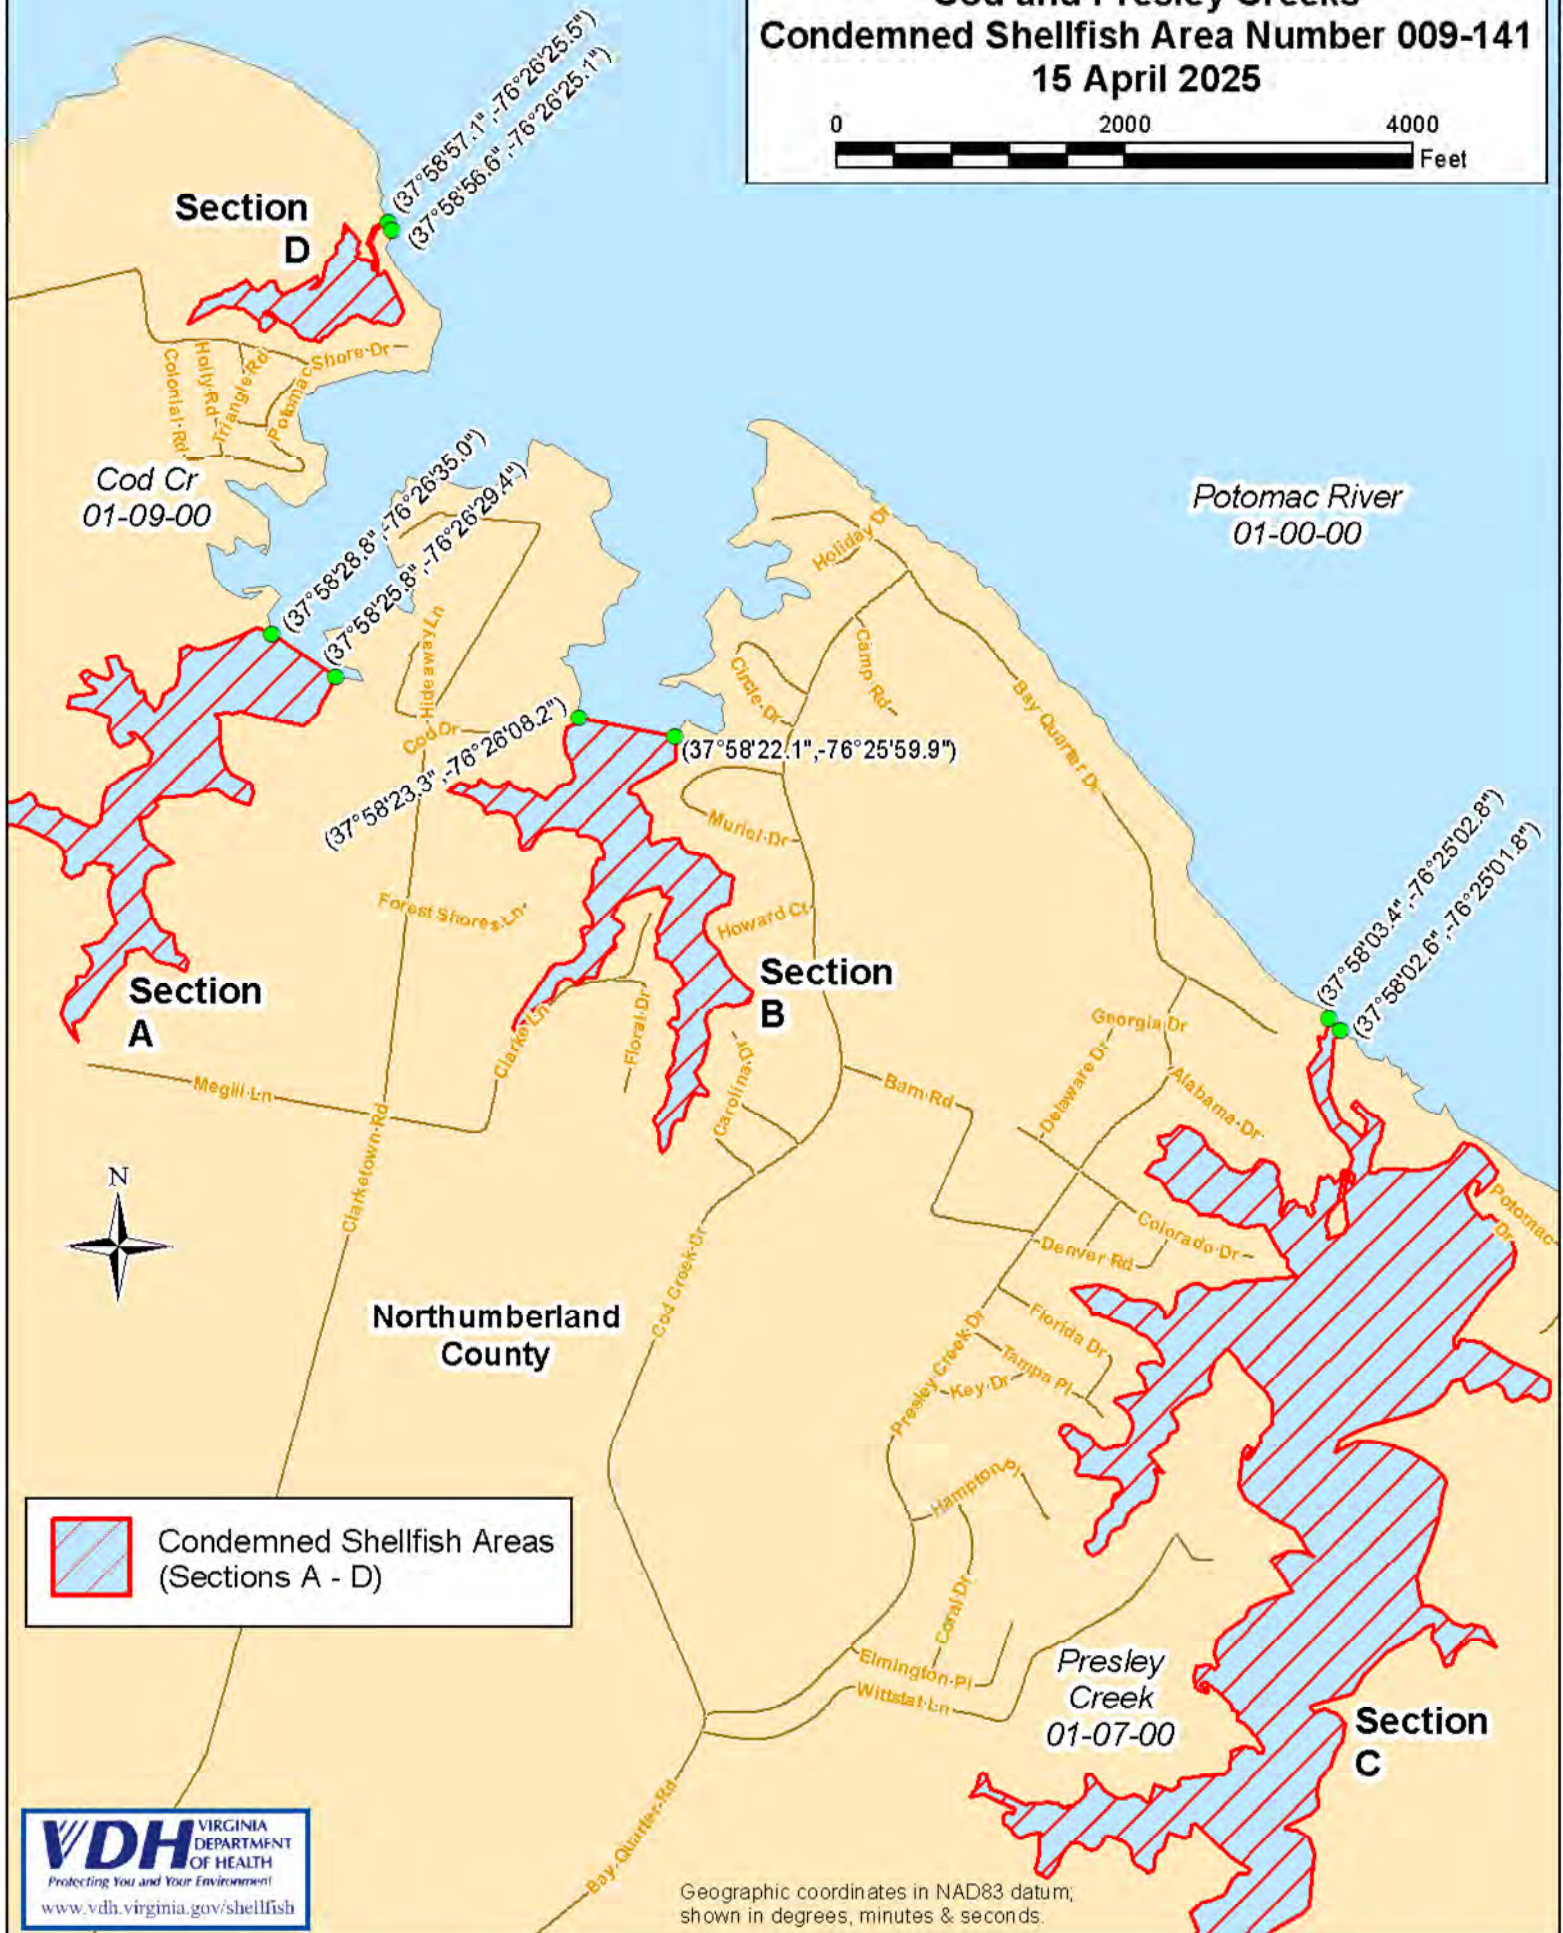 Cod and Presley Creeks
Condemned Shellfish Area Number 009-141
15 April 2025
0 2000 4000
Feet
(37°58'57.1",-76°26'25.5")
(37°58'56.6",-76°26'25.1")
Section
D
Colonial Rd
Holly Rd
Triangle Rd
Potomac Shore Dr
Cod Cr
01-09-00
(37°58'28.8",-76°26'35.0")
(37°58'25.8",-76°26'29.4")
Potomac River
01-00-00
Holiday Dr
Hideaway Ln
Cod Dr
Circle Dr
Camp Rd
Bay Quarter Dr
(37°58'23.3",-76°26'08.2")
(37°58'22.1",-76°25'59.9")
Muriel Dr
(37°58'03.4",-76°25'02.8")
(37°58'02.6",-76°25'01.8")
Forest Shores Ln
Howard Ct
Section
A
Section
B
Clarke Ln
Floral Dr
Carolina Dr
Georgia Dr
Delaware Dr
Alabama Dr
Megill Ln
Barn Rd
Clarketown Rd
N
Colorado Dr
Denver Rd
Potomac Dr
Cod Creek Dr
Northumberland
County
Florida Dr
Tampa Pl
Key Dr
Presley Creek Dr
Hampton Pl
Condemned Shellfish Areas
(Sections A - D)
Coral Dr
Elmington Pl
Wittstat Ln
Presley
Creek
01-07-00
Section
C
Bay Quarter Rd
VDH VIRGINIA
DEPARTMENT
OF HEALTH
Protecting You and Your Environment
www.vdh.virginia.gov/shellfish
Geographic coordinates in NAD83 datum;
shown in degrees, minutes & seconds.